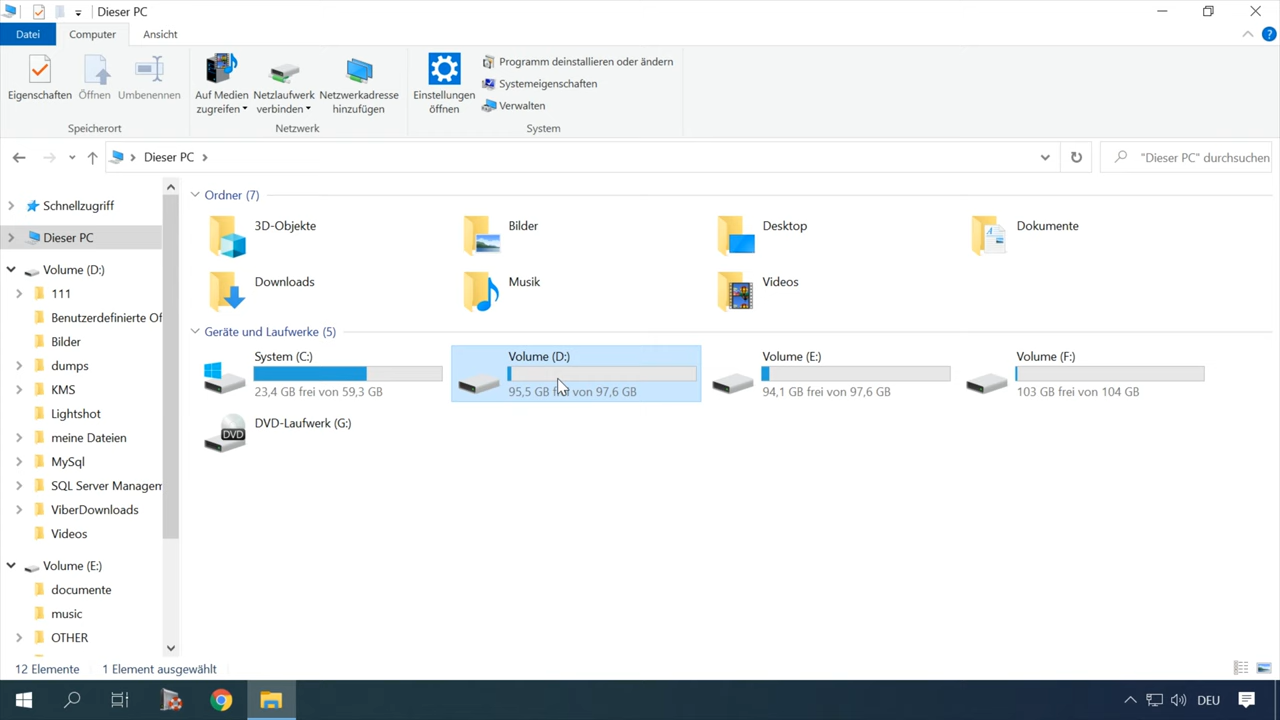 Dieser PC
Datei
Computer
Ansicht
Eigenschaften
Öffnen
Umbenennen
Auf Medien
zugreifen
Netzlaufwerk
verbinden
Netzwerkadresse
hinzufügen
Einstellungen
öffnen
Programm deinstallieren oder ändern
Systemeigenschaften
Verwalten
Speicherort
Netzwerk
System
Dieser PC
"Dieser PC" durchsuchen
Schnellzugriff
Dieser PC
Volume (D:)
111
Benutzerdefinierte Of
Bilder
dumps
KMS
Lightshot
meine Dateien
MySql
SQL Server Managem
ViberDownloads
Videos
Volume (E:)
documente
music
OTHER
Ordner (7)
3D-Objekte
Bilder
Desktop
Dokumente
Downloads
Musik
Videos
Geräte und Laufwerke (5)
System (C:)
23,4 GB frei von 59,3 GB
Volume (D:)
95,5 GB frei von 97,6 GB
Volume (E:)
94,1 GB frei von 97,6 GB
Volume (F:)
103 GB frei von 104 GB
DVD
DVD-Laufwerk (G:)
12 Elemente
1 Element ausgewählt
DEU